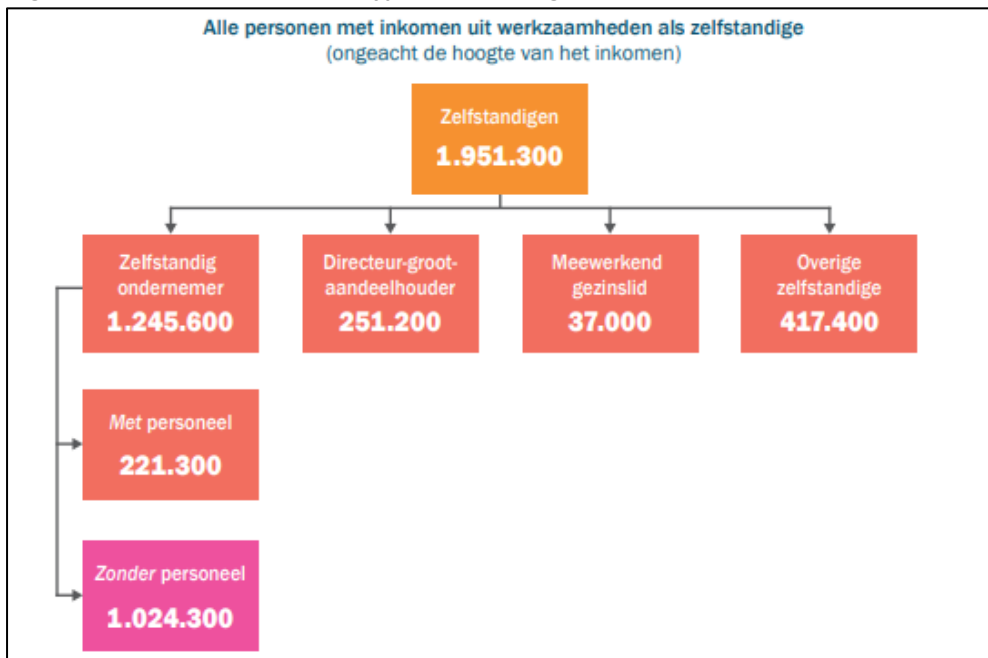 Alle personen met inkomen uit werkzaamheden als zelfstandige
(ongeacht de hoogte van het inkomen)
Zelfstandigen
1.951.300
Zelfstandig
ondernemer
1.245.600
Directeur-groot-
aandeelhouder
251.200
Meewerkend
gezinslid
37.000
Overige
zelfstandige
417.400
Met personeel
221.300
Zonder personeel
1.024.300